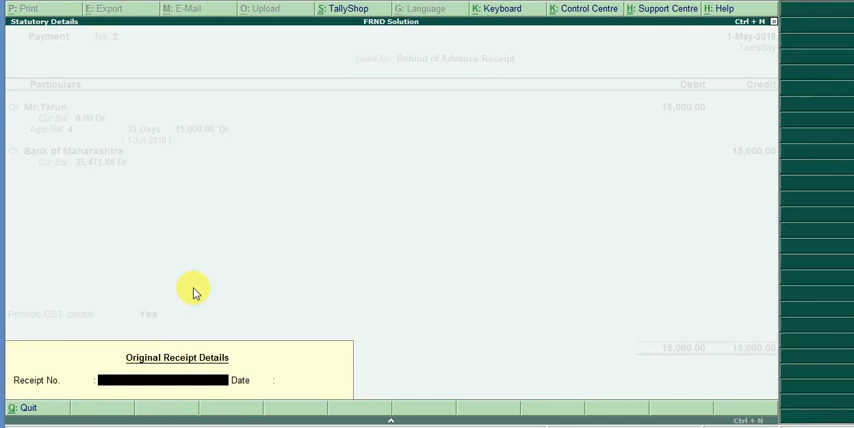 P: Print E: Export M: E-Mail O: Upload S: TallyShop G: Language K: Keyboard K: Control Centre H: Support Centre H: Help
Statutory Details FRND Solution Ctrl + M
Payment No. 2 1-May-2018
Tuesday
Used for: Refund of Advance Receipt
Particulars Debit Credit
Dr Mr.Tarun 15,000.00
Cur Bal: 0.00 Dr
Agst Ref 4 31 Days 15,000.00 Dr
( 1-Jun-2018 )
Cr Bank of Maharashtra 15,000.00
Cur Bal: Dr
Provide GST details Yes
15,000.00 15,000.00
Original Receipt Details
Receipt No. : Date :
Q: Quit
Ctrl + N